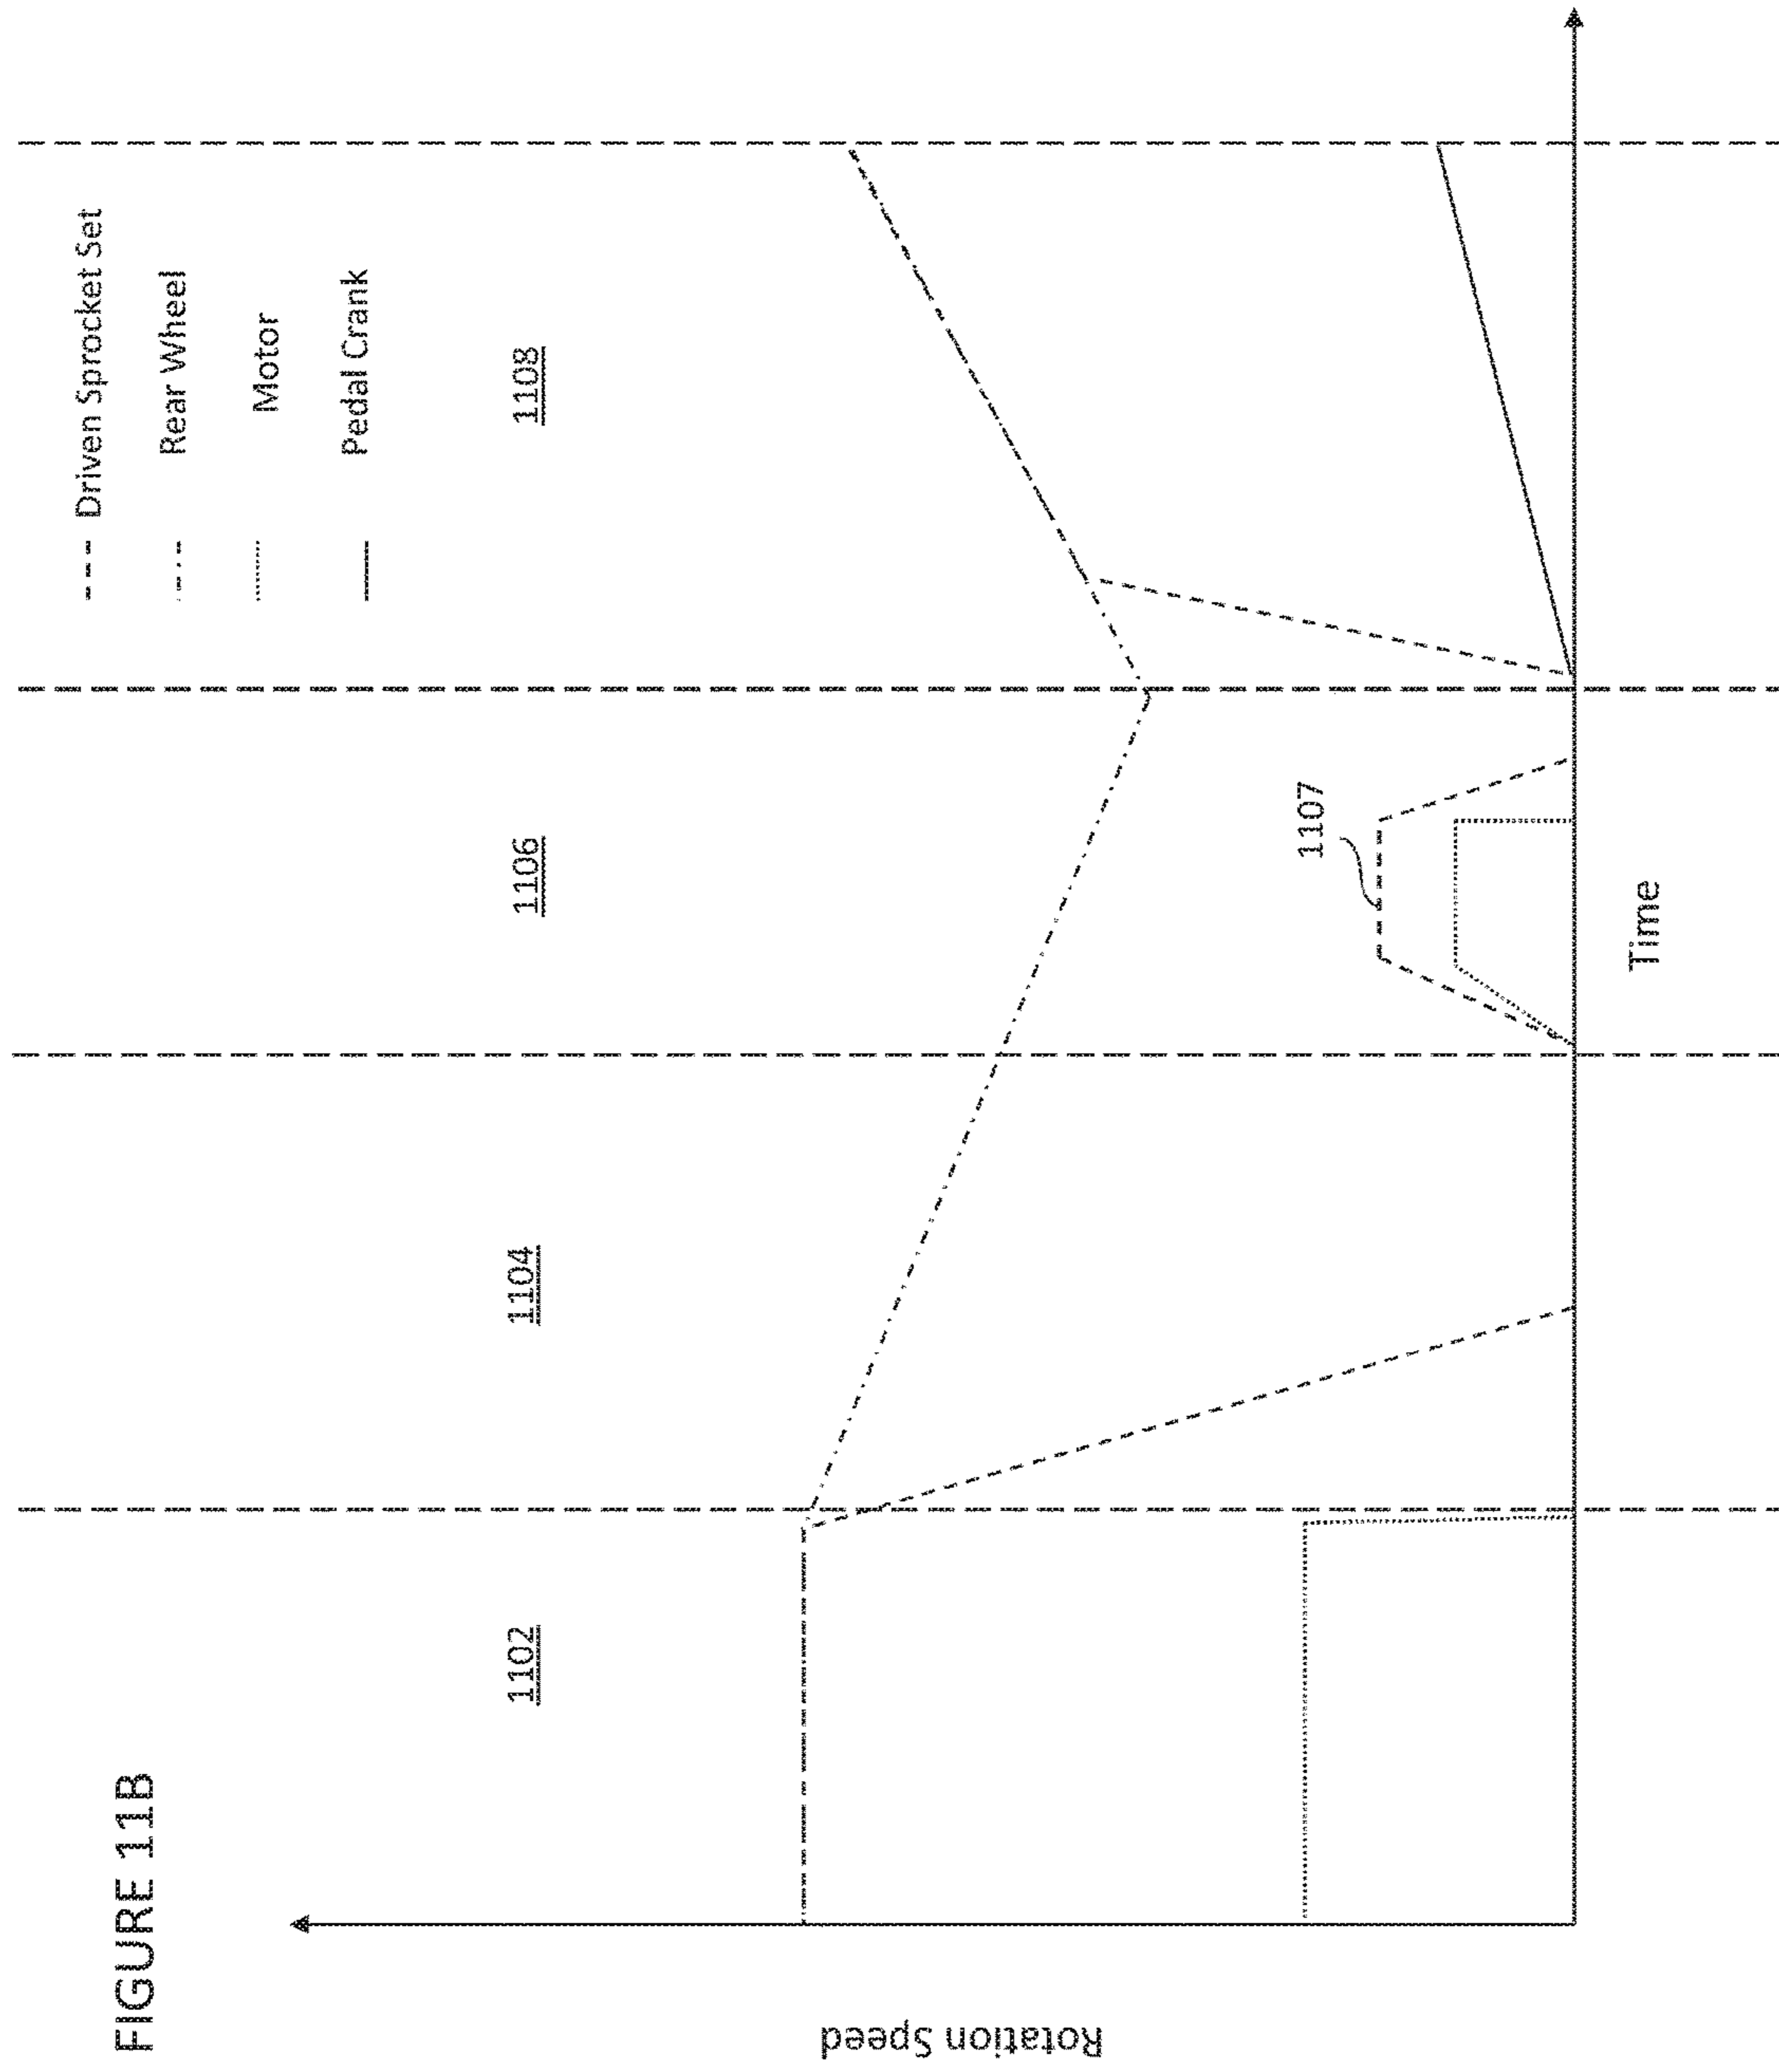 FIGURE 11B
Driven Sprocket Set
Rear Wheel
Motor
Pedal Crank
1102
1104
1106
1108
1107
Rotation Speed
Time